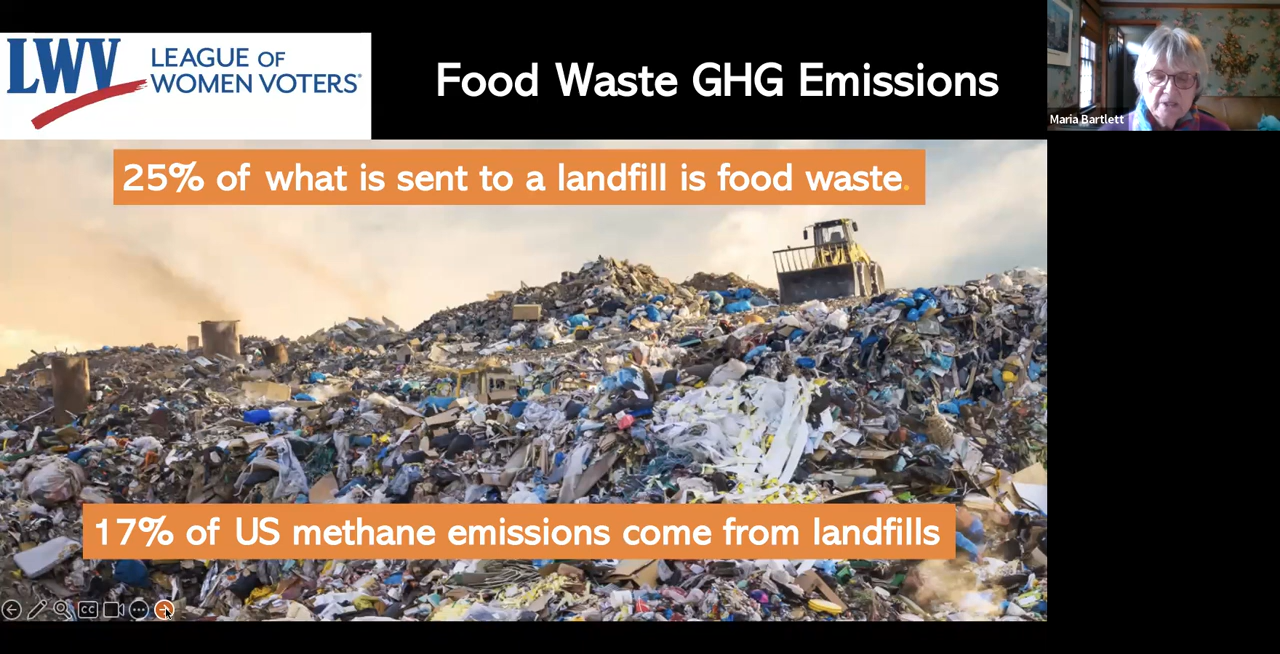 LWV
LEAGUE OF
WOMEN VOTERS®
Food Waste GHG Emissions
Maria Bartlett
25% of what is sent to a landfill is food waste.
17% of US methane emissions come from landfills
CC